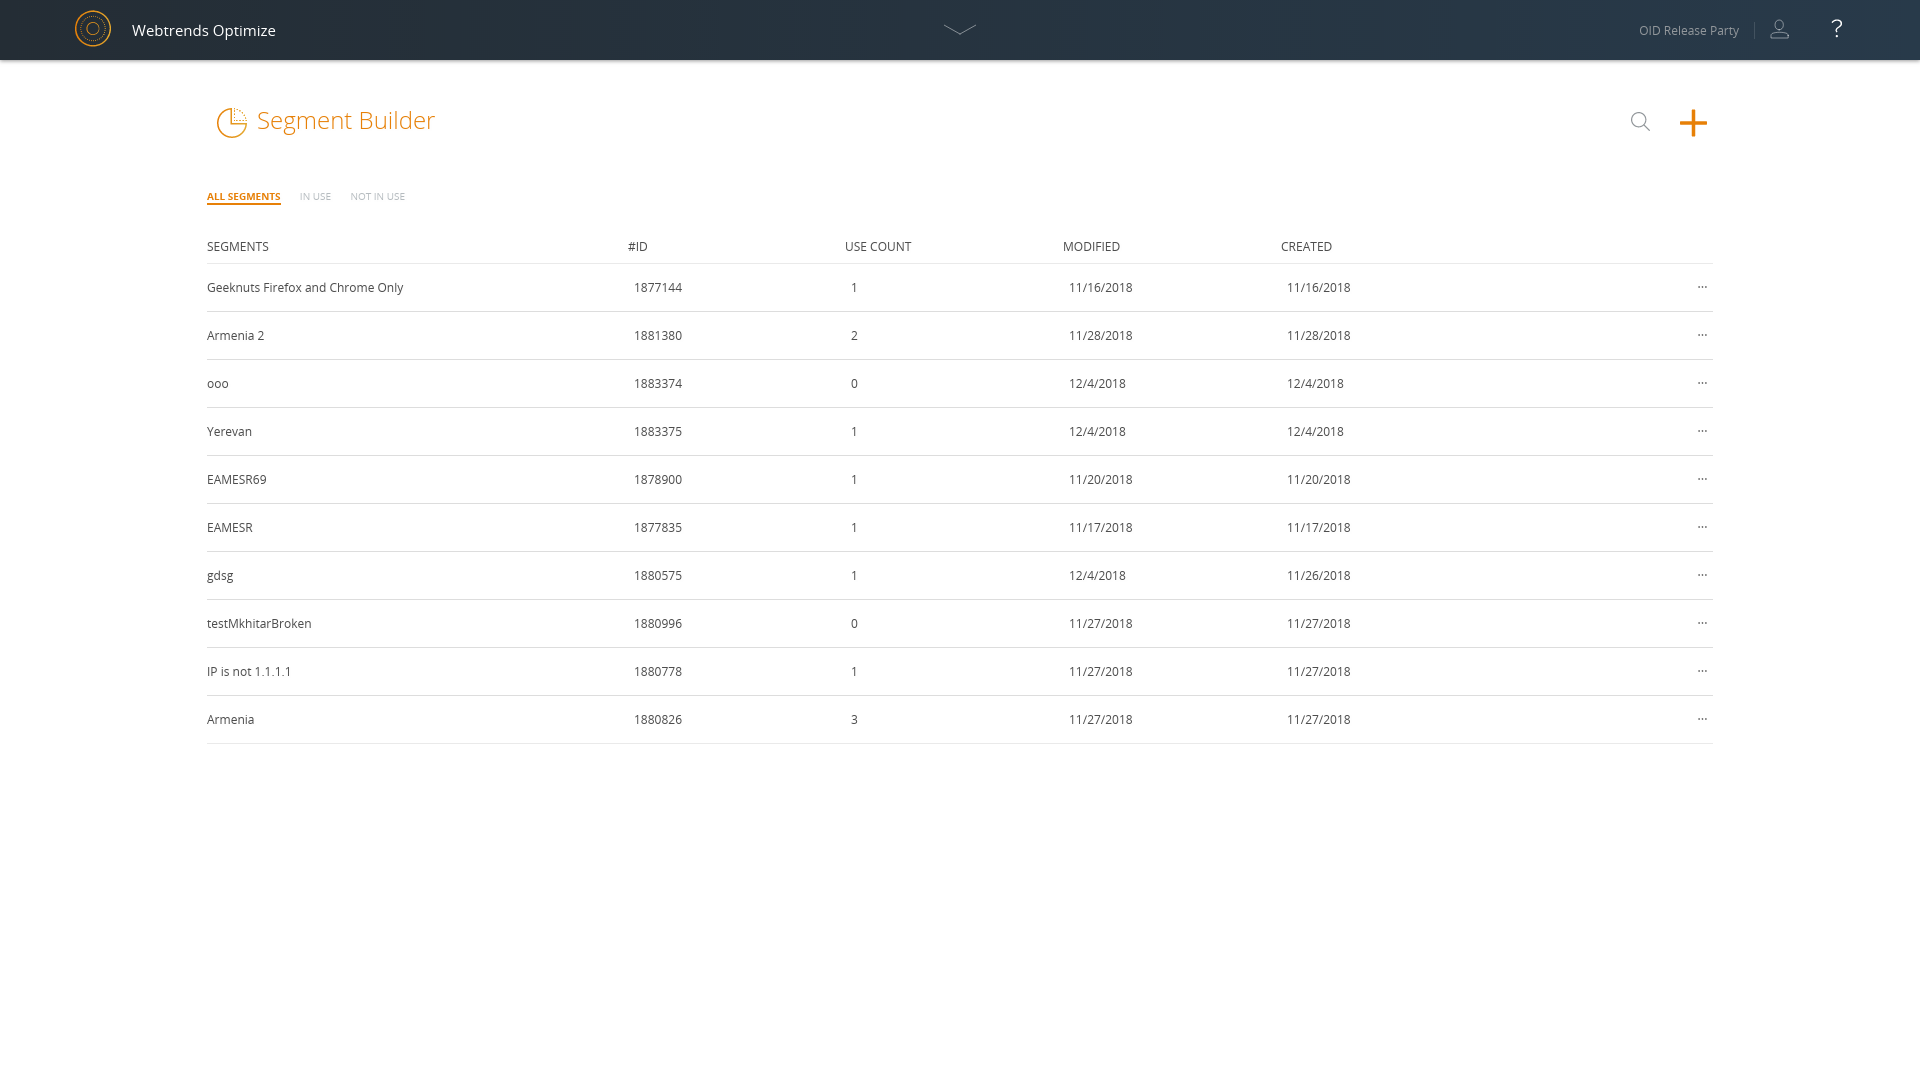 Webtrends Optimize
OID Release Party
?
Segment Builder
ALL SEGMENTS IN USE NOT IN USE
SEGMENTS #ID USE COUNT MODIFIED CREATED
Geeknuts Firefox and Chrome Only 1877144 1 11/16/2018 11/16/2018 ...
Armenia 2 1881380 2 11/28/2018 11/28/2018 ...
ooo 1883374 0 12/4/2018 12/4/2018 ...
Yerevan 1883375 1 12/4/2018 12/4/2018 ...
EAMESR69 1878900 1 11/20/2018 11/20/2018 ...
EAMESR 1877835 1 11/17/2018 11/17/2018 ...
gdsg 1880575 1 12/4/2018 11/26/2018 ...
testMkhitarBroken 1880996 0 11/27/2018 11/27/2018 ...
IP is not 1.1.1.1 1880778 1 11/27/2018 11/27/2018 ...
Armenia 1880826 3 11/27/2018 11/27/2018 ...